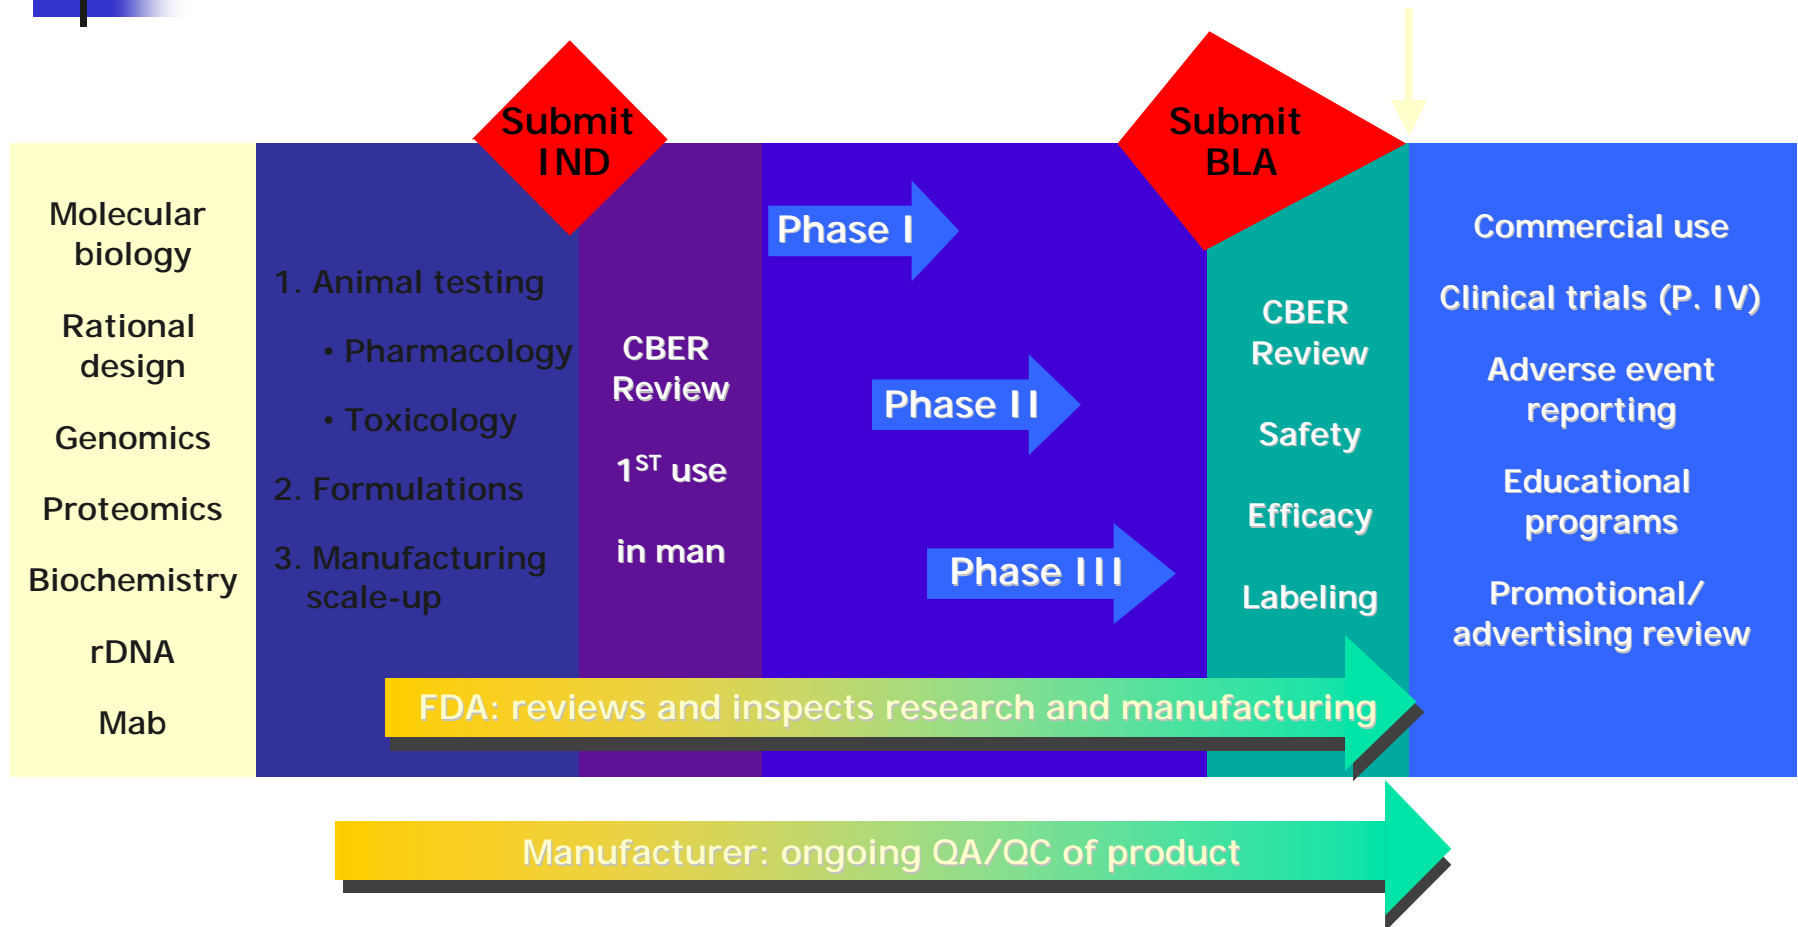 Submit
IND
Submit
BLA
Molecular
biology
Rational
design
Genomics
Proteomics
Biochemistry
rDNA
Mab
1. Animal testing
• Pharmacology
• Toxicology
2. Formulations
3. Manufacturing
scale-up
CBER
Review
1ST use
in man
Phase I
Phase II
Phase III
CBER
Review
Safety
Efficacy
Labeling
Commercial use
Clinical trials (P. IV)
Adverse event
reporting
Educational
programs
Promotional/
advertising review
FDA: reviews and inspects research and manufacturing
Manufacturer: ongoing QA/QC of product